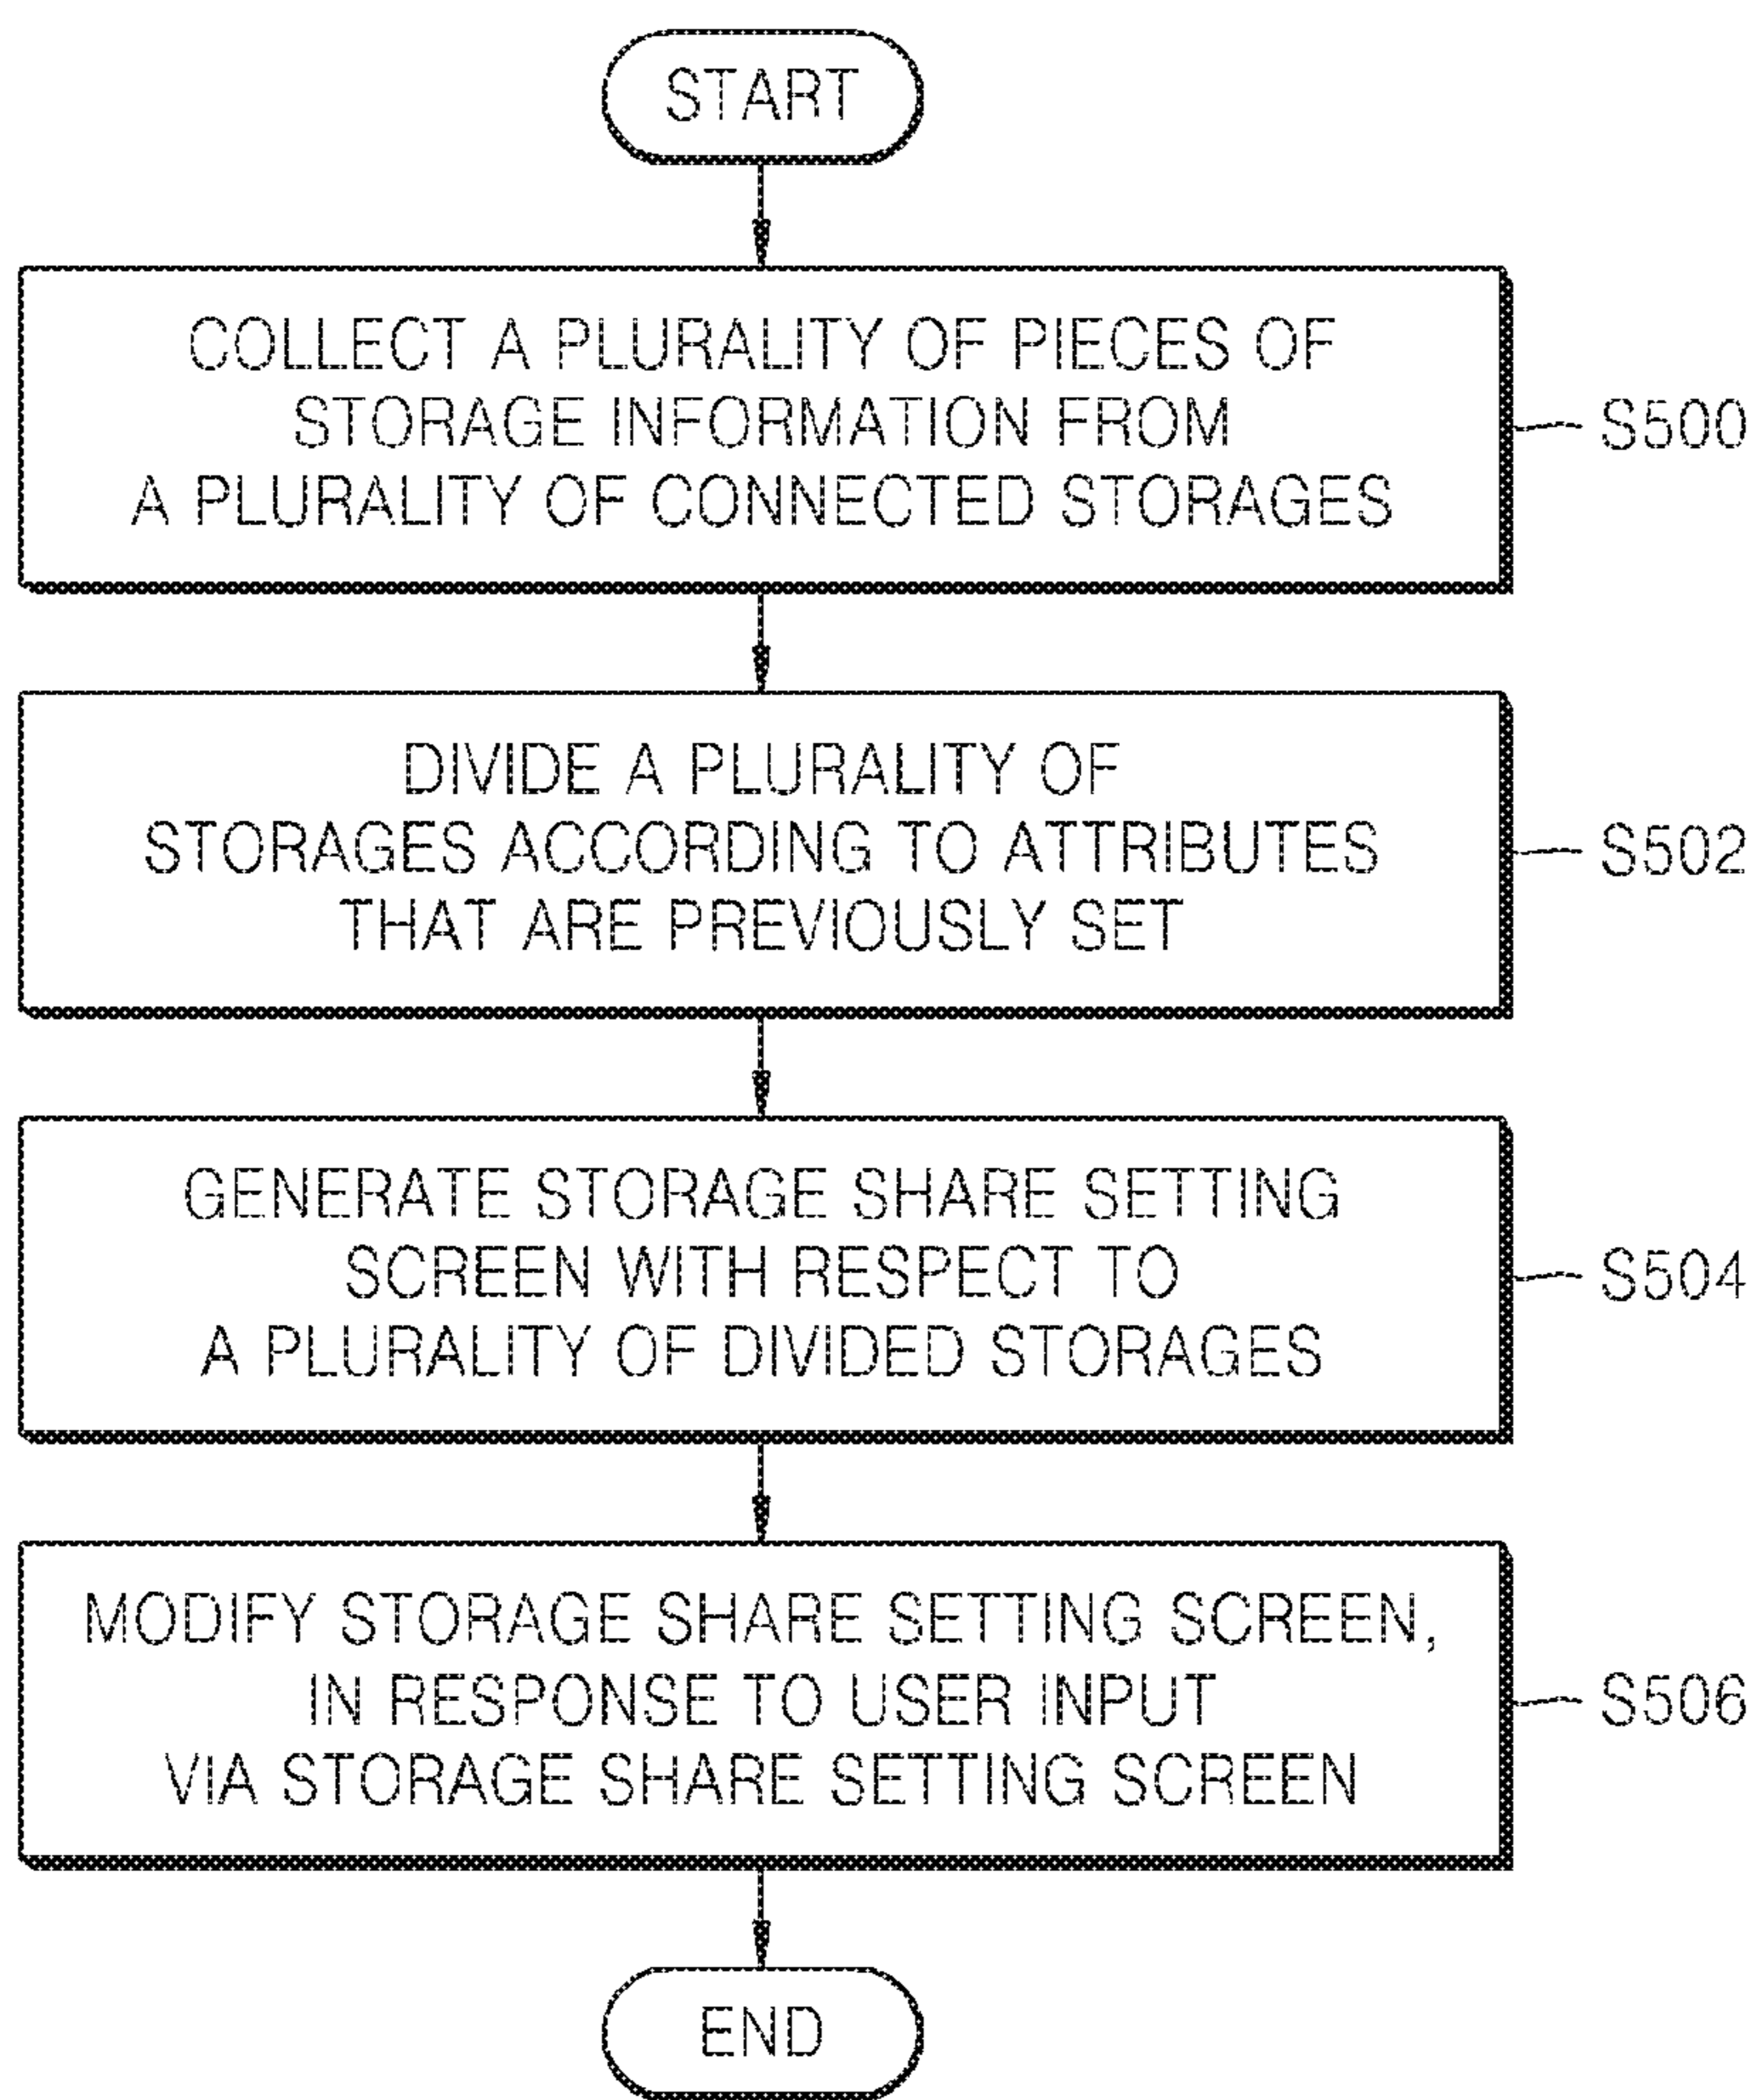 START
COLLECT A PLURALITY OF PIECES OF
STORAGE INFORMATION FROM
A PLURALITY OF CONNECTED STORAGES
S500
DIVIDE A PLURALITY OF
STORAGES ACCORDING TO ATTRIBUTES
THAT ARE PREVIOUSLY SET
S502
GENERATE STORAGE SHARE SETTING
SCREEN WITH RESPECT TO
A PLURALITY OF DIVIDED STORAGES
S504
MODIFY STORAGE SHARE SETTING SCREEN,
IN RESPONSE TO USER INPUT
VIA STORAGE SHARE SETTING SCREEN
S506
END